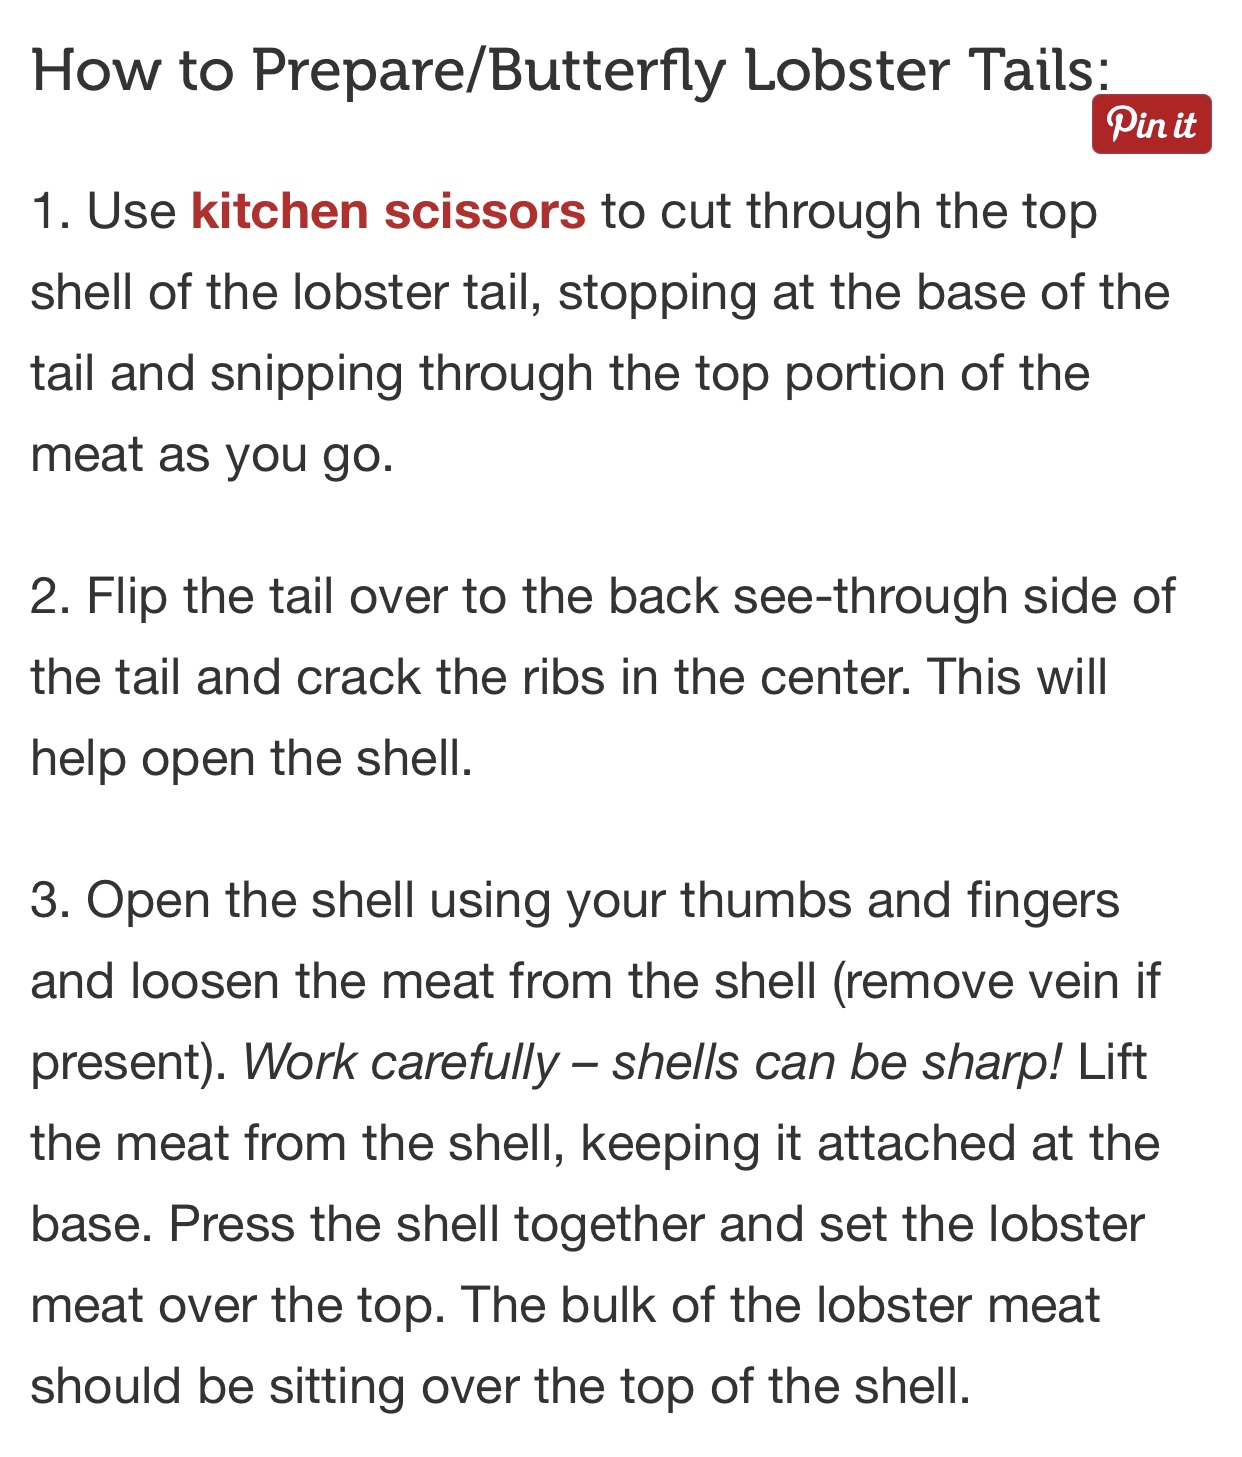 How to Prepare/Butterfly Lobster Tails:
Pin it
1. Use kitchen scissors to cut through the top
shell of the lobster tail, stopping at the base of the
tail and snipping through the top portion of the
meat as you go.
2. Flip the tail over to the back see-through side of
the tail and crack the ribs in the center. This will
help open the shell.
3. Open the shell using your thumbs and fingers
and loosen the meat from the shell (remove vein if
present). Work carefully – shells can be sharp! Lift
the meat from the shell, keeping it attached at the
base. Press the shell together and set the lobster
meat over the top. The bulk of the lobster meat
should be sitting over the top of the shell.